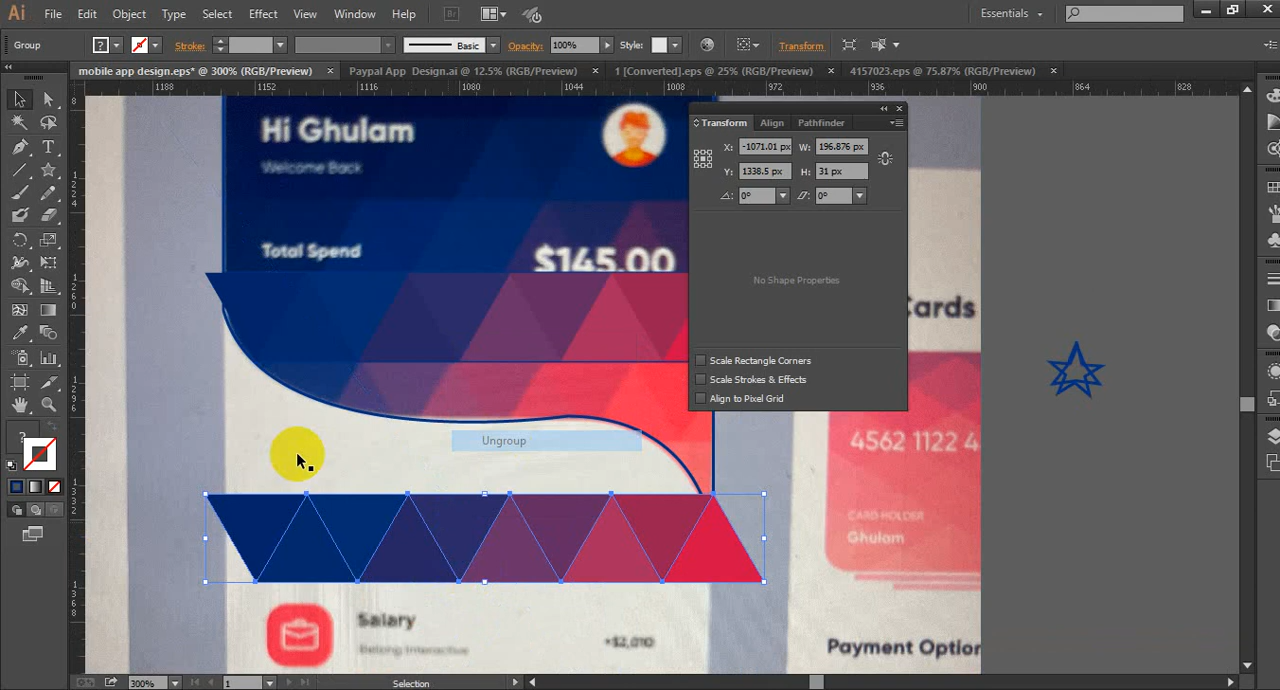 Ai File Edit Object Type Select Effect View Window Help Br Essentials
Group Stroke: Basic Opacity: 100% Style: Transform
mobile app design.eps* @ 300% (RGB/Preview) × Paypal App Design.ai @ 12.5% (RGB/Preview) × 1 [Converted].eps @ 25% (RGB/Preview) × 4157023.eps @ 75.87% (RGB/Preview) ×
1188 1152 1116 1080 1044 1008 972 936 900 864 828
Transform Align Pathfinder
X: -1071.01 px W: 196.876 px
Y: 1338.5 px H: 31 px
0° 0°
No Shape Properties
Scale Rectangle Corners
Scale Strokes & Effects
Align to Pixel Grid
Hi Ghulam
Welcome Back
Total Spend $145.00
Cards
4562 1122 4
CARD HOLDER
Ghulam
Ungroup
Salary
+$2,010
Payment Option
300% 1 Selection